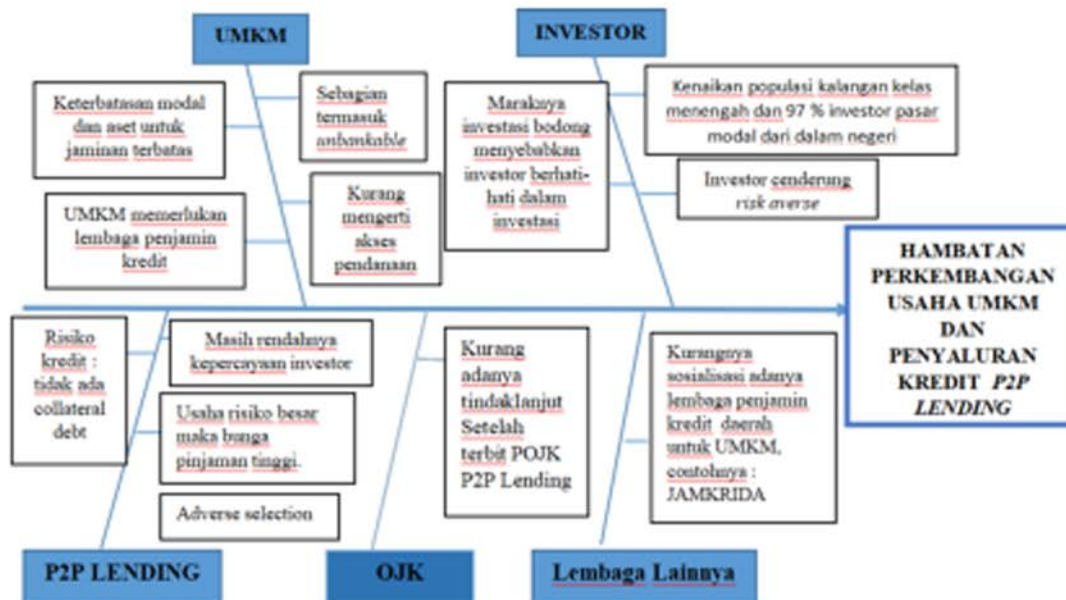 UMKM
INVESTOR
Keterbatasan modal
dan aset untuk
jaminan terbatas
Sebagian
termasuk
unbankable
UMKM memerlukan
lembaga penjamin
kredit
Kurang
mengerti
akses
pendanaan
Maraknya
investasi bodong
menyebabkan
investor berhati-
hati dalam
investasi
Kenaikan populasi kalangan kelas
menengah dan 97 % investor pasar
modal dari dalam negeri
Investor cenderung
risk averse
HAMBATAN
PERKEMBANGAN
USAHA UMKM
DAN
PENYALURAN
KREDIT P2P
LENDING
Risiko
kredit :
tidak ada
collateral
debt
Masih rendahnya
kepercayaan investor
Usaha risiko besar
maka bunga
pinjaman tinggi.
Adverse selection
Kurang
adanya
tindaklanjut
Setelah
terbit POJK
P2P Lending
Kurangnya
sosialisasi adanya
lembaga penjamin
kredit daerah
untuk UMKM,
contohnya :
JAMKRIDA
P2P LENDING
OJK
Lembaga Lainnya